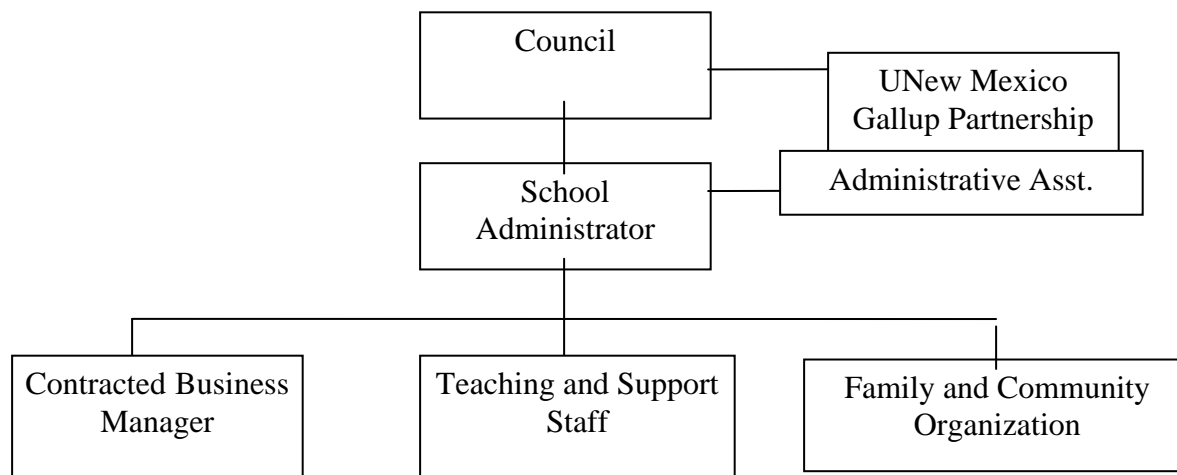 Council
UNew Mexico
Gallup Partnership
Administrative Asst.
School
Administrator
Contracted Business
Manager
Teaching and Support
Staff
Family and Community
Organization